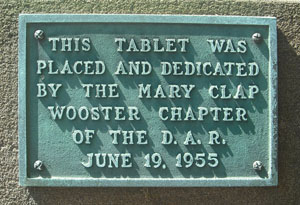 THIS TABLET WAS
PLACED AND DEDICATED
BY THE MARY CLAP
WOOSTER CHAPTER
OF THE D. A. R.
JUNE 19, 1955